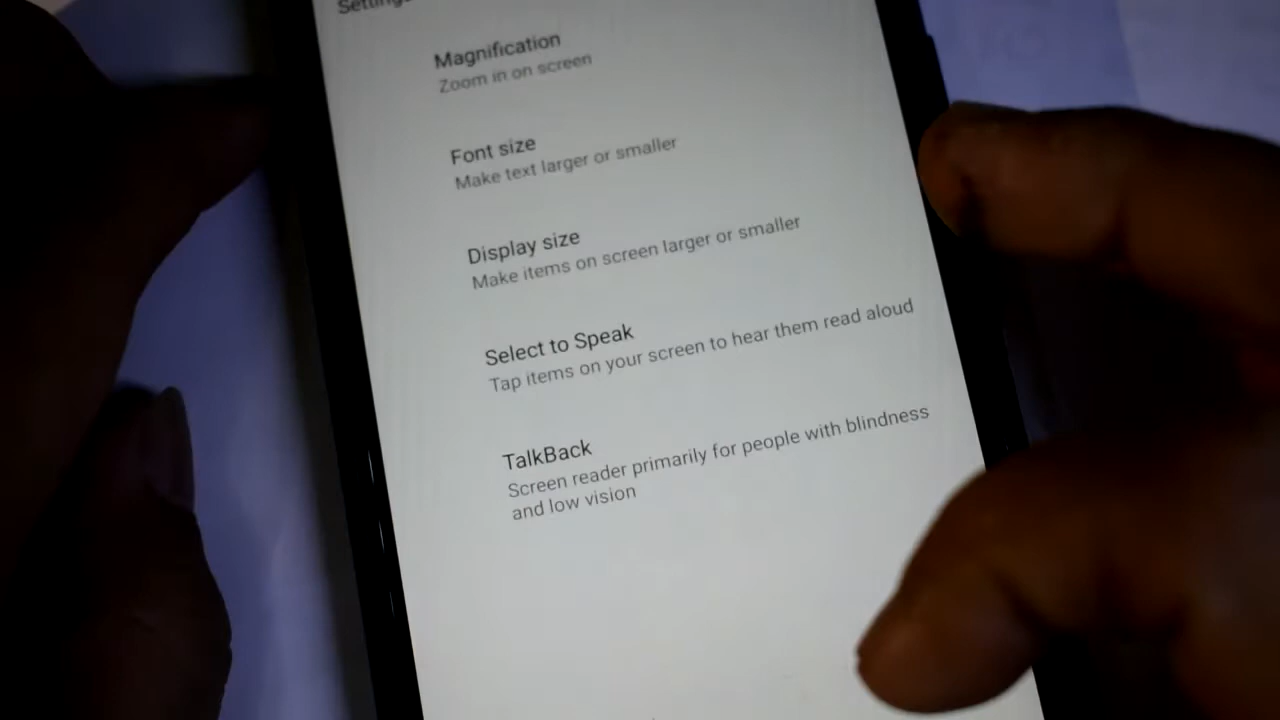 Settings
Magnification
Zoom in on screen
Font size
Make text larger or smaller
Display size
Make items on screen larger or smaller
Select to Speak
Tap items on your screen to hear them read aloud
TalkBack
Screen reader primarily for people with blindness
and low vision